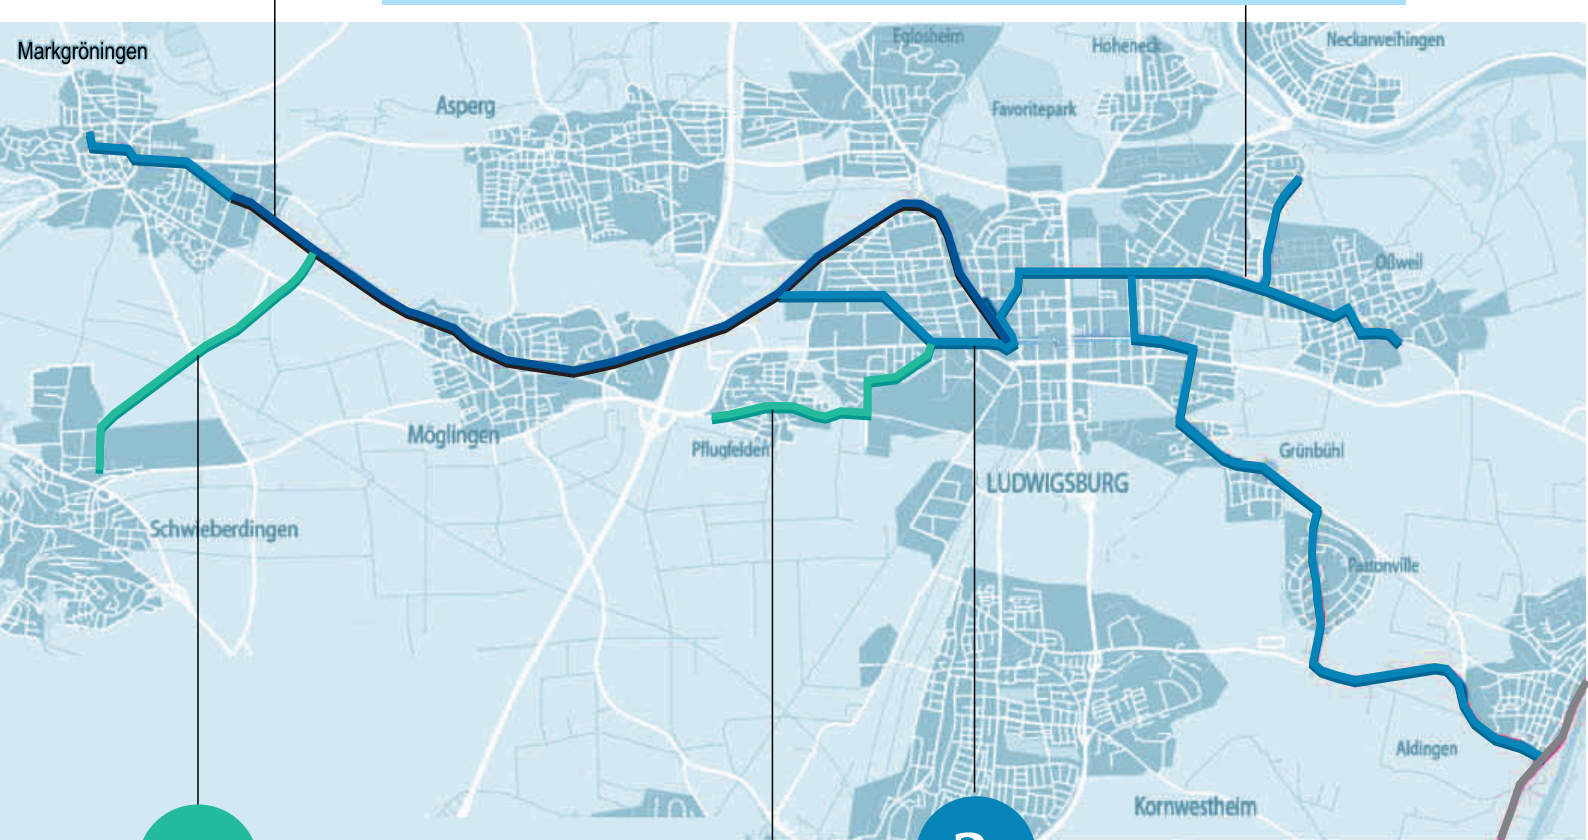 Eglosheim
Hoheneck
Neckarweihingen
Markgröningen
Asperg
Favoritepark
Oßweil
Möglingen
Pflugfelden
Grünbühl
LUDWIGSBURG
Schwieberdingen
Pattonville
Aldingen
Kornwestheim